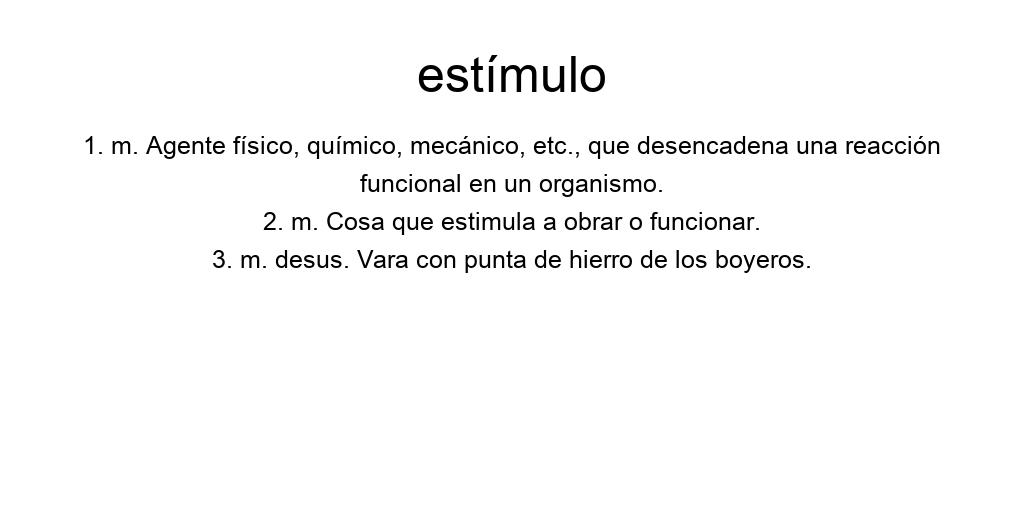 estímulo
1. m. Agente físico, químico, mecánico, etc., que desencadena una reacción
funcional en un organismo.
2. m. Cosa que estimula a obrar o funcionar.
3. m. desus. Vara con punta de hierro de los boyeros.